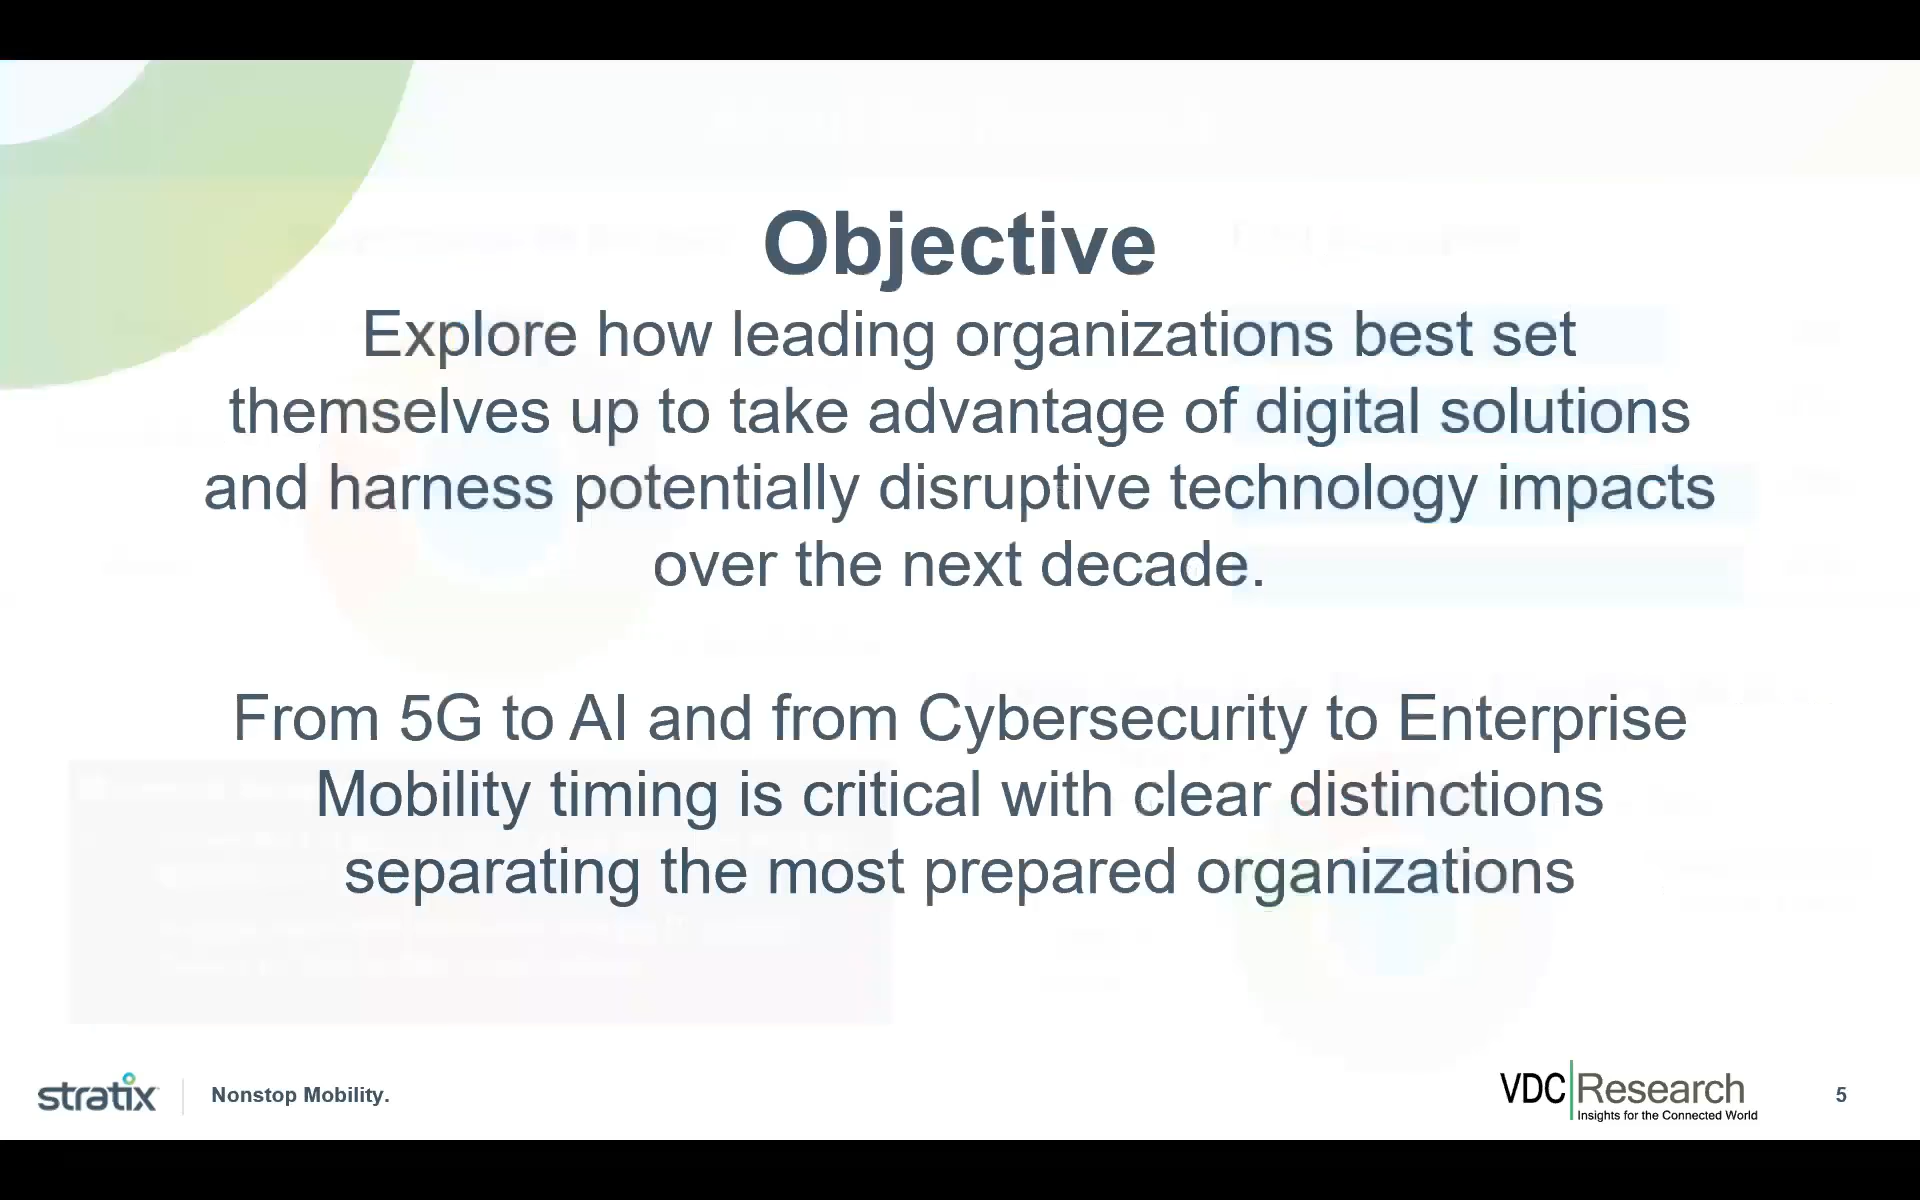 Objective
Explore how leading organizations best set
themselves up to take advantage of digital solutions
and harness potentially disruptive technology impacts
over the next decade.
From 5G to AI and from Cybersecurity to Enterprise
Mobility timing is critical with clear distinctions
separating the most prepared organizations
stratix
Nonstop Mobility.
VDC Research
Insights for the Connected World
5